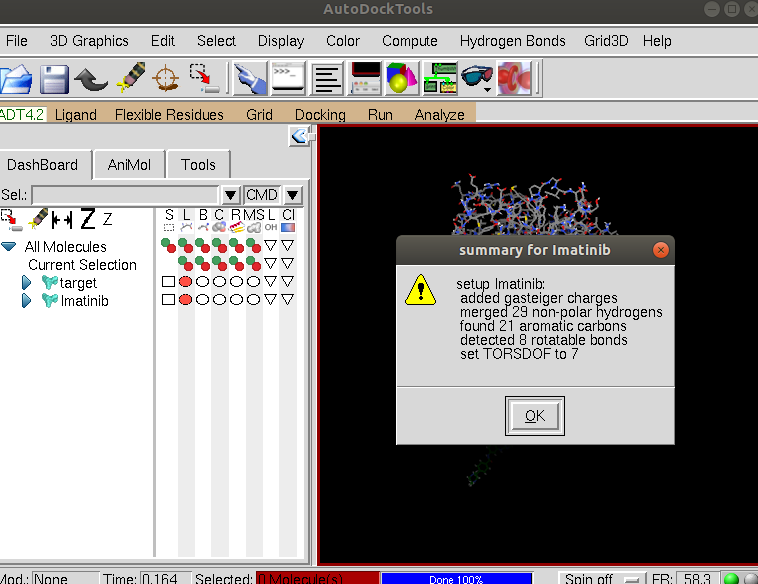 AutoDockTools
File 3D Graphics Edit Select Display Color Compute Hydrogen Bonds Grid3D Help
>>>_
ADT4.2 Ligand Flexible Residues Grid Docking Run Analyze
DashBoard AniMol Tools
Sel.: CMD
Z Z
S L B C R MS L Cl
OH
All Molecules
Current Selection
target
Imatinib
summary for Imatinib
setup Imatinib:
added gasteiger charges
merged 29 non-polar hydrogens
found 21 aromatic carbons
detected 8 rotatable bonds
set TORSDOF to 7
OK
Mod.: None Time: 0.164 Selected: 0 Molecule(s) Done 100% Spin off FR: 58.3